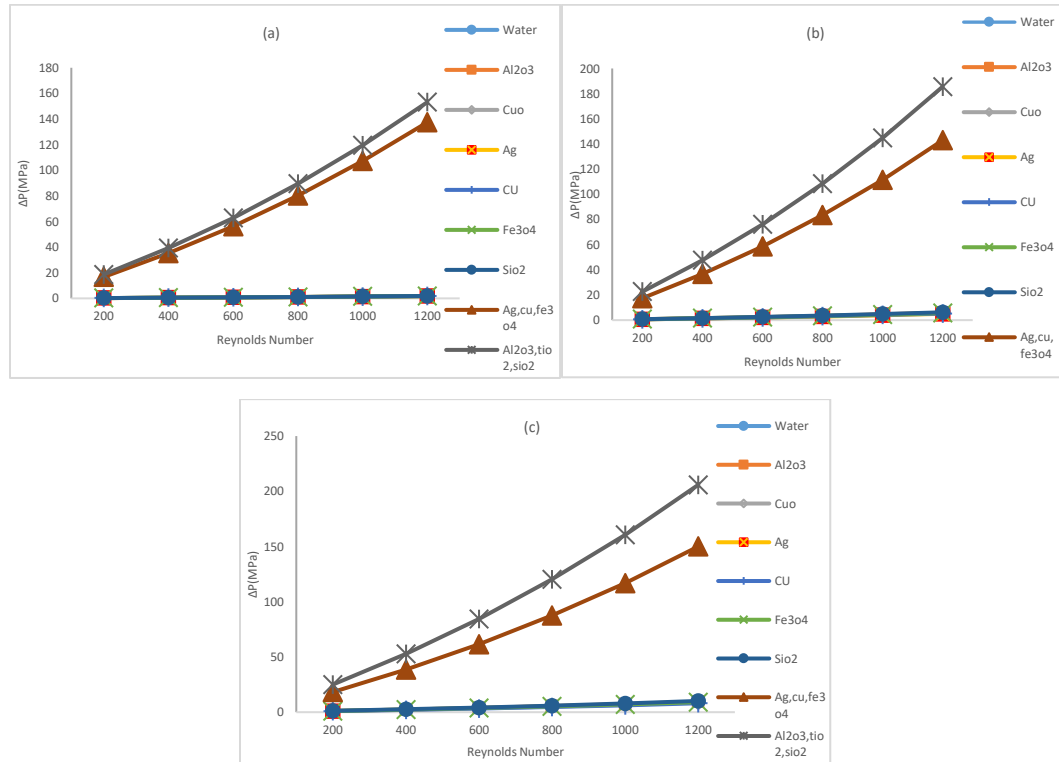 (a)
ΔP(MPa)
180
160
140
120
100
80
60
40
20
0
200 400 600 800 1000 1200
Reynolds Number
Water
Al2o3
Cuo
Ag
CU
Fe3o4
Sio2
Ag,cu,fe3
o4
Al2o3,tio
2,sio2
(b)
ΔP(MPa)
200
180
160
140
120
100
80
60
40
20
0
200 400 600 800 1000 1200
Reynolds Number
Water
Al2o3
Cuo
Ag
CU
Fe3o4
Sio2
Ag,cu,
fe3o4
(c)
ΔP(MPa)
250
200
150
100
50
0
200 400 600 800 1000 1200
Reynolds Number
Water
Al2o3
Cuo
Ag
CU
Fe3o4
Sio2
Ag,cu,fe3
o4
Al2o3,tio
2,sio2